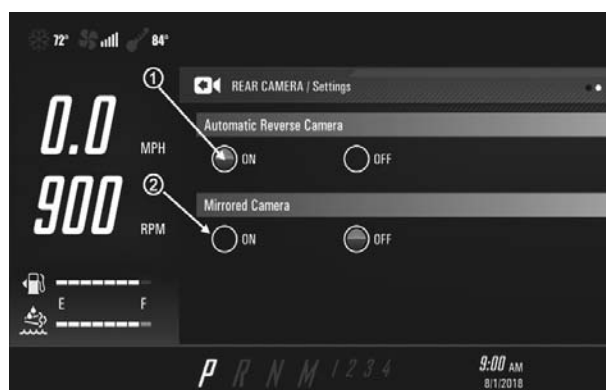 72° 84°
1
REAR CAMERA / Settings
Automatic Reverse Camera
0.0 MPH
ON OFF
2
900 RPM
Mirrored Camera
ON OFF
E F
P R N M 1 2 3 4
9:00 AM
8/1/2018